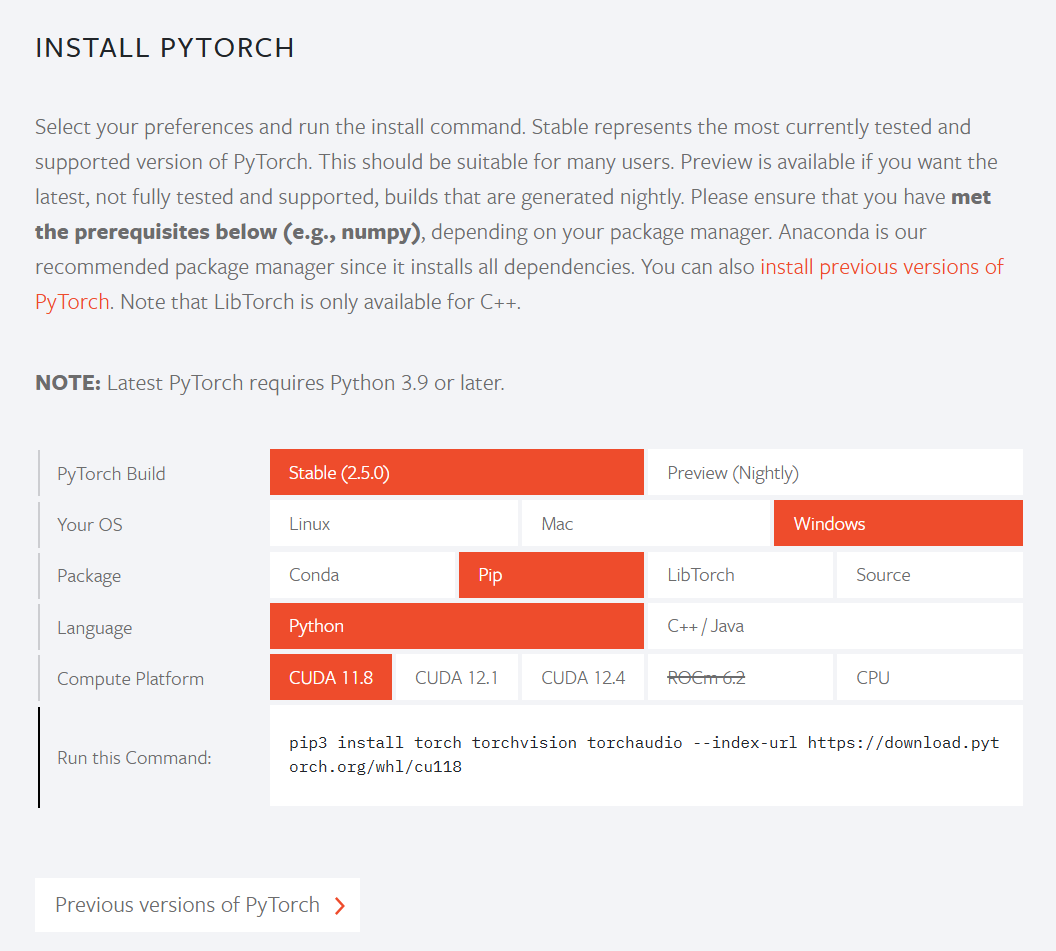 INSTALL PYTORCH
Select your preferences and run the install command. Stable represents the most currently tested and
supported version of PyTorch. This should be suitable for many users. Preview is available if you want the
latest, not fully tested and supported, builds that are generated nightly. Please ensure that you have met
the prerequisites below (e.g., numpy), depending on your package manager. Anaconda is our
recommended package manager since it installs all dependencies. You can also install previous versions of
PyTorch. Note that LibTorch is only available for C++.
NOTE: Latest PyTorch requires Python 3.9 or later.
PyTorch Build Stable (2.5.0) Preview (Nightly)
Your OS Linux Mac Windows
Package Conda Pip LibTorch Source
Language Python C++ / Java
Compute Platform CUDA 11.8 CUDA 12.1 CUDA 12.4 ROCm 6.2 CPU
Run this Command: pip3 install torch torchvision torchaudio --index-url https://download.pyt
orch.org/whl/cu118
Previous versions of PyTorch